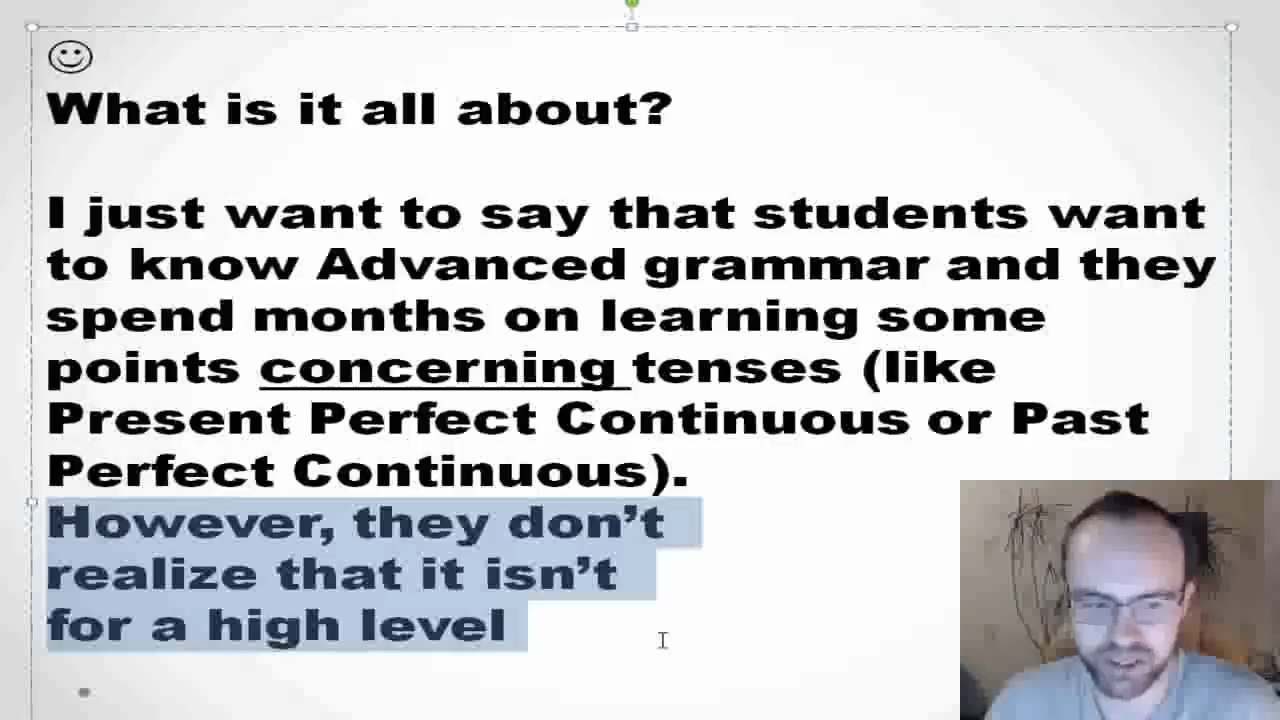 What is it all about?
I just want to say that students want
to know Advanced grammar and they
spend months on learning some
points concerning tenses (like
Present Perfect Continuous or Past
Perfect Continuous).
However, they don’t
realize that it isn’t
for a high level